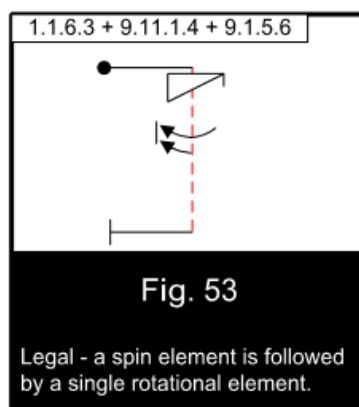 1.1.6.3 + 9.11.1.4 + 9.1.5.6
Fig. 53
Legal - a spin element is followed
by a single rotational element.